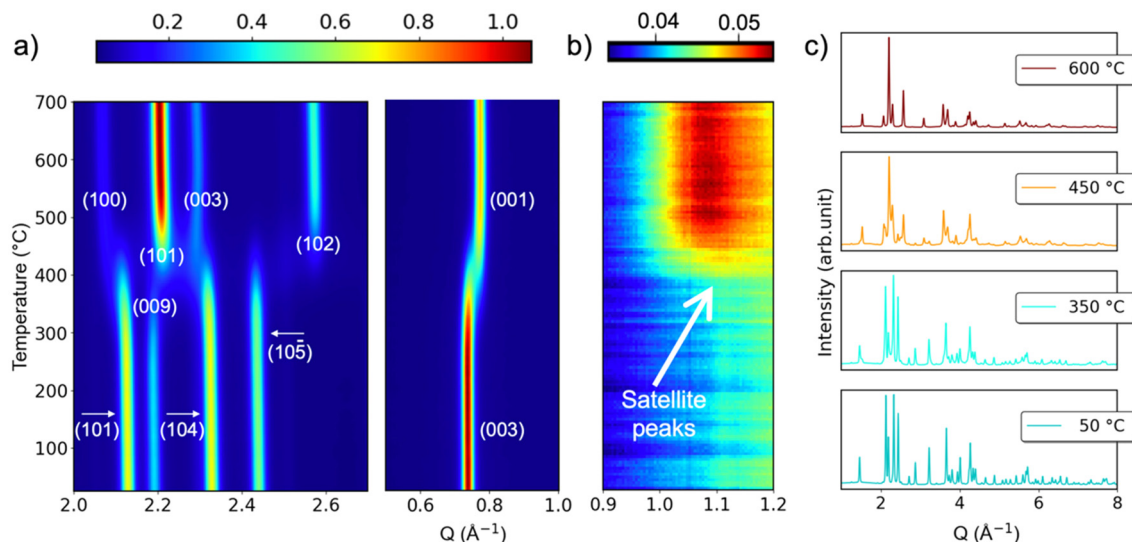 0.2 0.4 0.6 0.8 1.0
a)
0.04 0.05
b)
c)
700
600
500
400
300
200
100
Temperature (°C)
(100)
(003)
(101)
(102)
(009)
(105̅)
(101)
(104)
2.0 2.2 2.4 2.6
(001)
(003)
0.6 0.8 1.0
Q (Å⁻¹)
Satellite
peaks
0.9 1.0 1.1 1.2
Intensity (arb.unit)
600 °C
450 °C
350 °C
50 °C
2 4 6 8
Q (Å⁻¹)